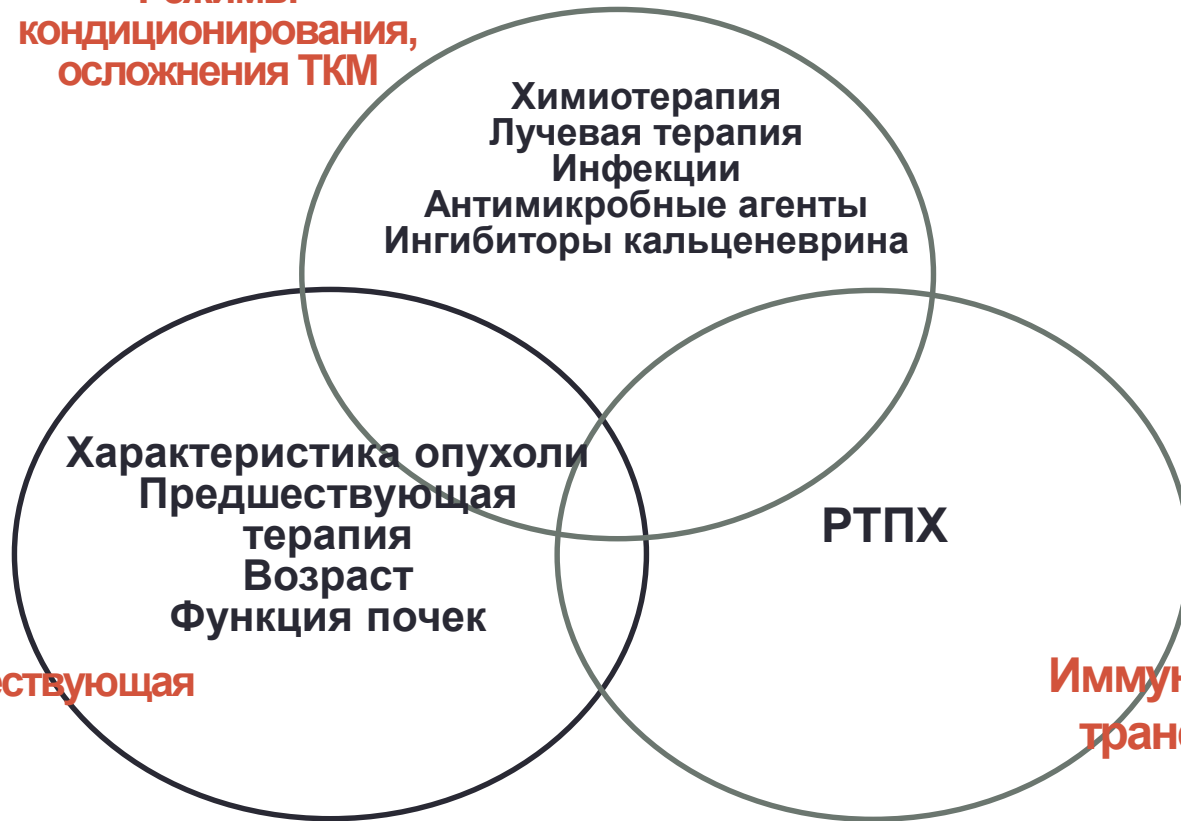 кондиционирования,
осложнения ТКМ
Химиотерапия
Лучевая терапия
Инфекции
Антимикробные агенты
Ингибиторы кальценеврина
Характеристика опухоли
Предшествующая
терапия
Возраст
Функция почек
РТПХ